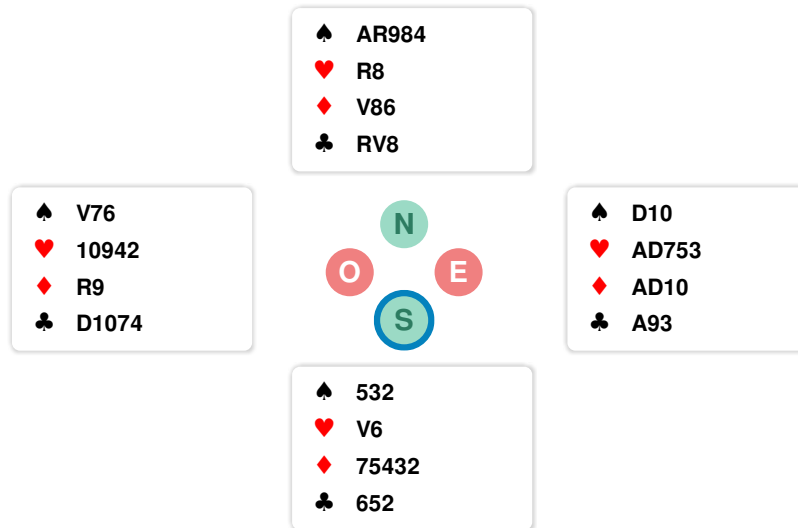 ♠ AR984
♥ R8
♦ V86
♣ RV8
♠ V76
♥ 10942
♦ R9
♣ D1074
N
O
E
S
♠ D10
♥ AD753
♦ AD10
♣ A93
♠ 532
♥ V6
♦ 75432
♣ 652